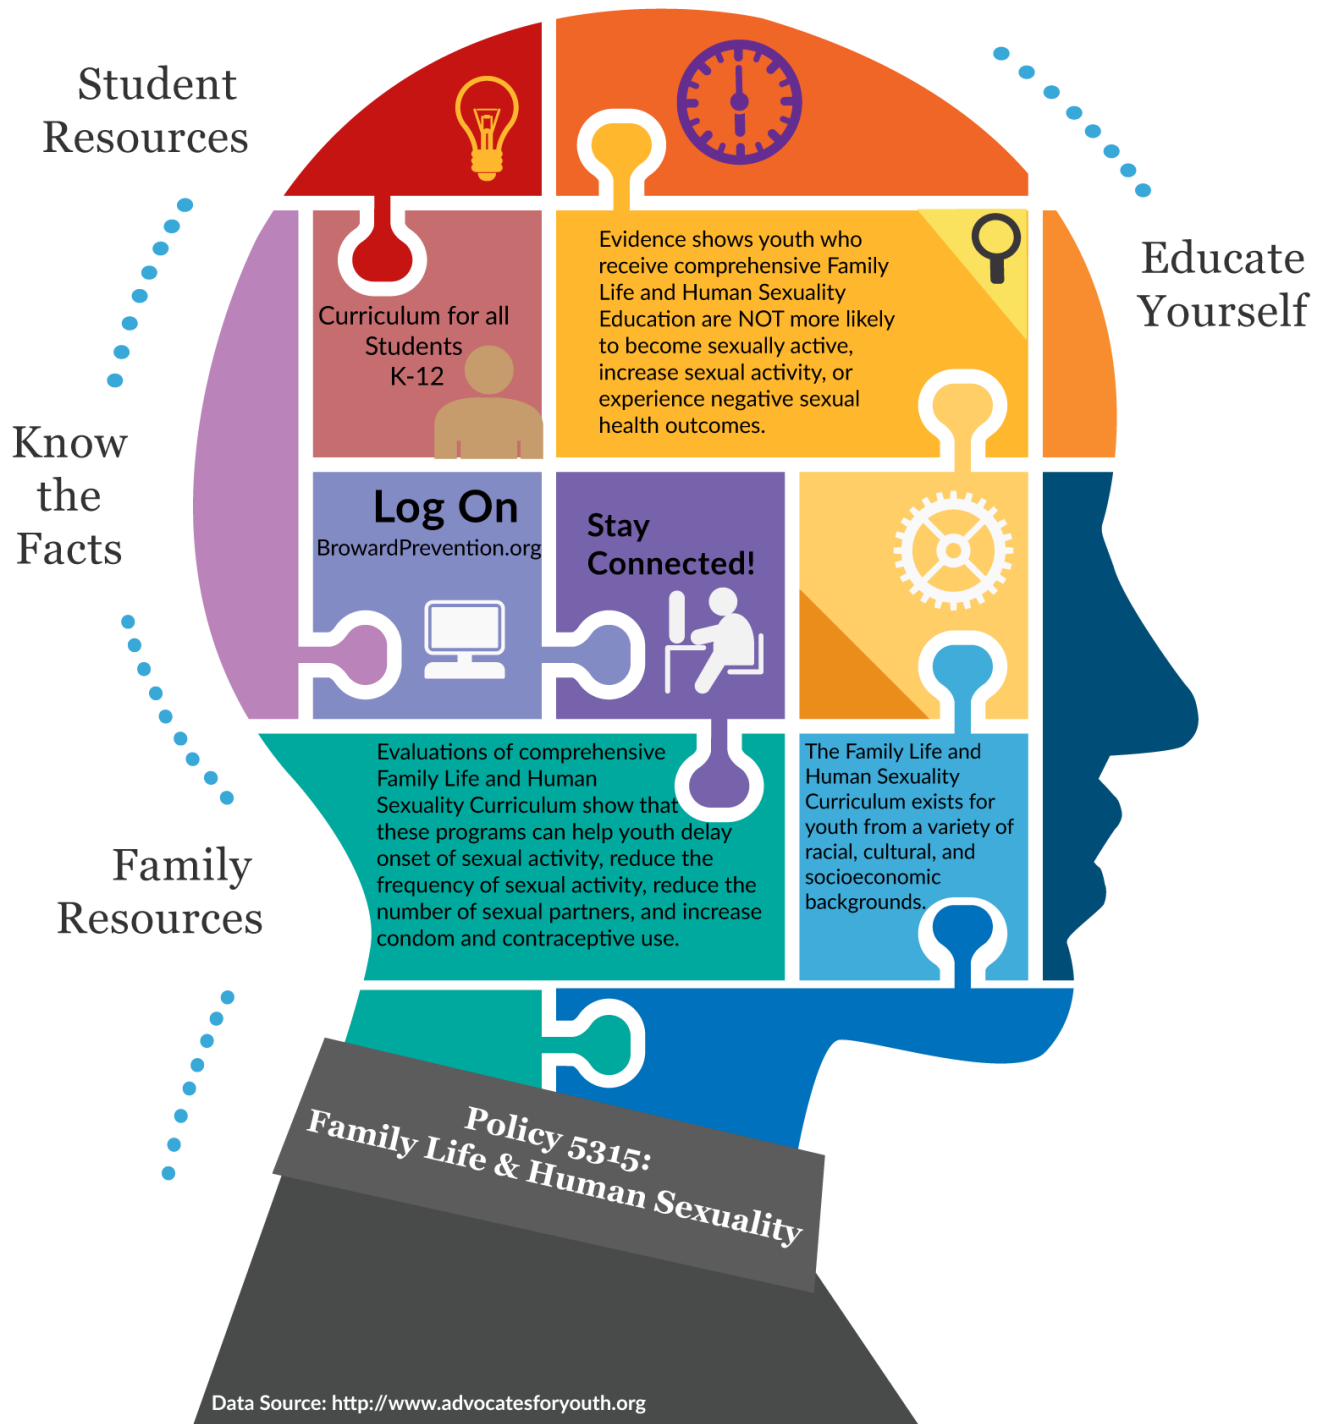 Student
Resources
Educate
Yourself
Know
the
Facts
Family
Resources
Curriculum for all
Students
K-12
Evidence shows youth who
receive comprehensive Family
Life and Human Sexuality
Education are NOT more likely
to become sexually active,
increase sexual activity, or
experience negative sexual
health outcomes.
Log On
BrowardPrevention.org
Stay
Connected!
Evaluations of comprehensive
Family Life and Human
Sexuality Curriculum show that
these programs can help youth delay
onset of sexual activity, reduce the
frequency of sexual activity, reduce the
number of sexual partners, and increase
condom and contraceptive use.
The Family Life and
Human Sexuality
Curriculum exists for
youth from a variety of
racial, cultural, and
socioeconomic
backgrounds.
Policy 5315:
Family Life & Human Sexuality
Data Source: http://www.advocatesforyouth.org